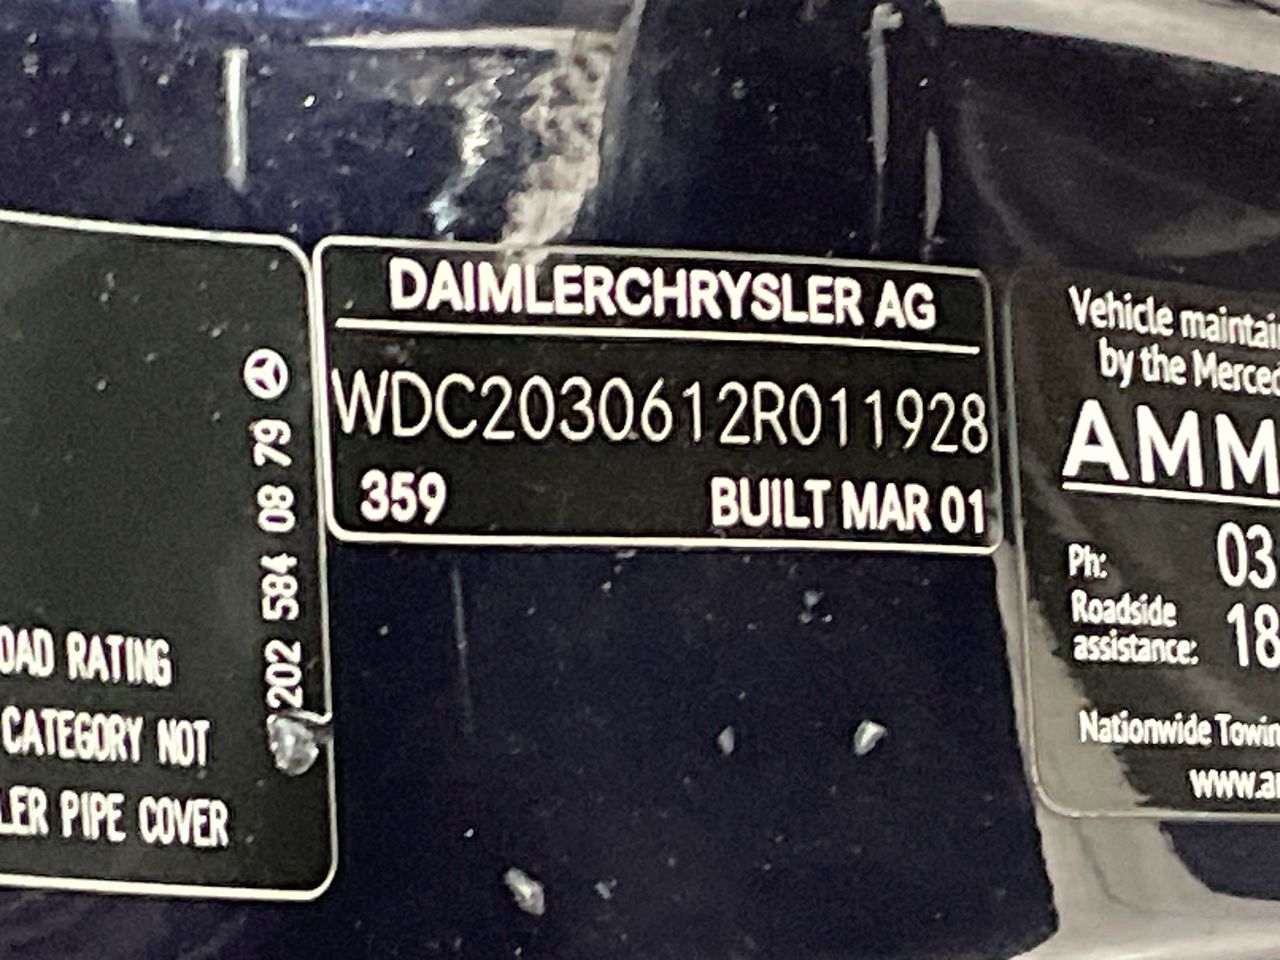 OAD RATING
CATEGORY NOT
LER PIPE COVER
202 584 08 79
DAIMLERCHRYSLER AG
WDC2030612R011928
359 BUILT MAR 01
Vehicle maintai
by the Merced
AMM
Ph: 03
Roadside
assistance: 18
Nationwide Towin
www.a